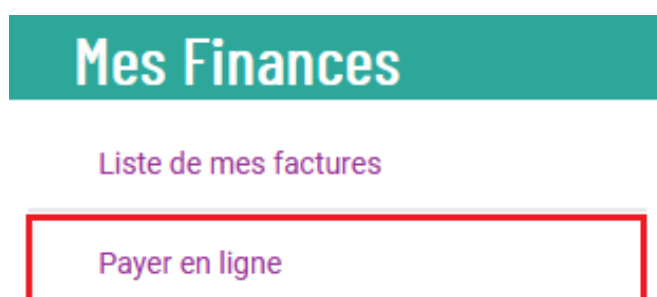 Mes Finances
Liste de mes factures
Payer en ligne